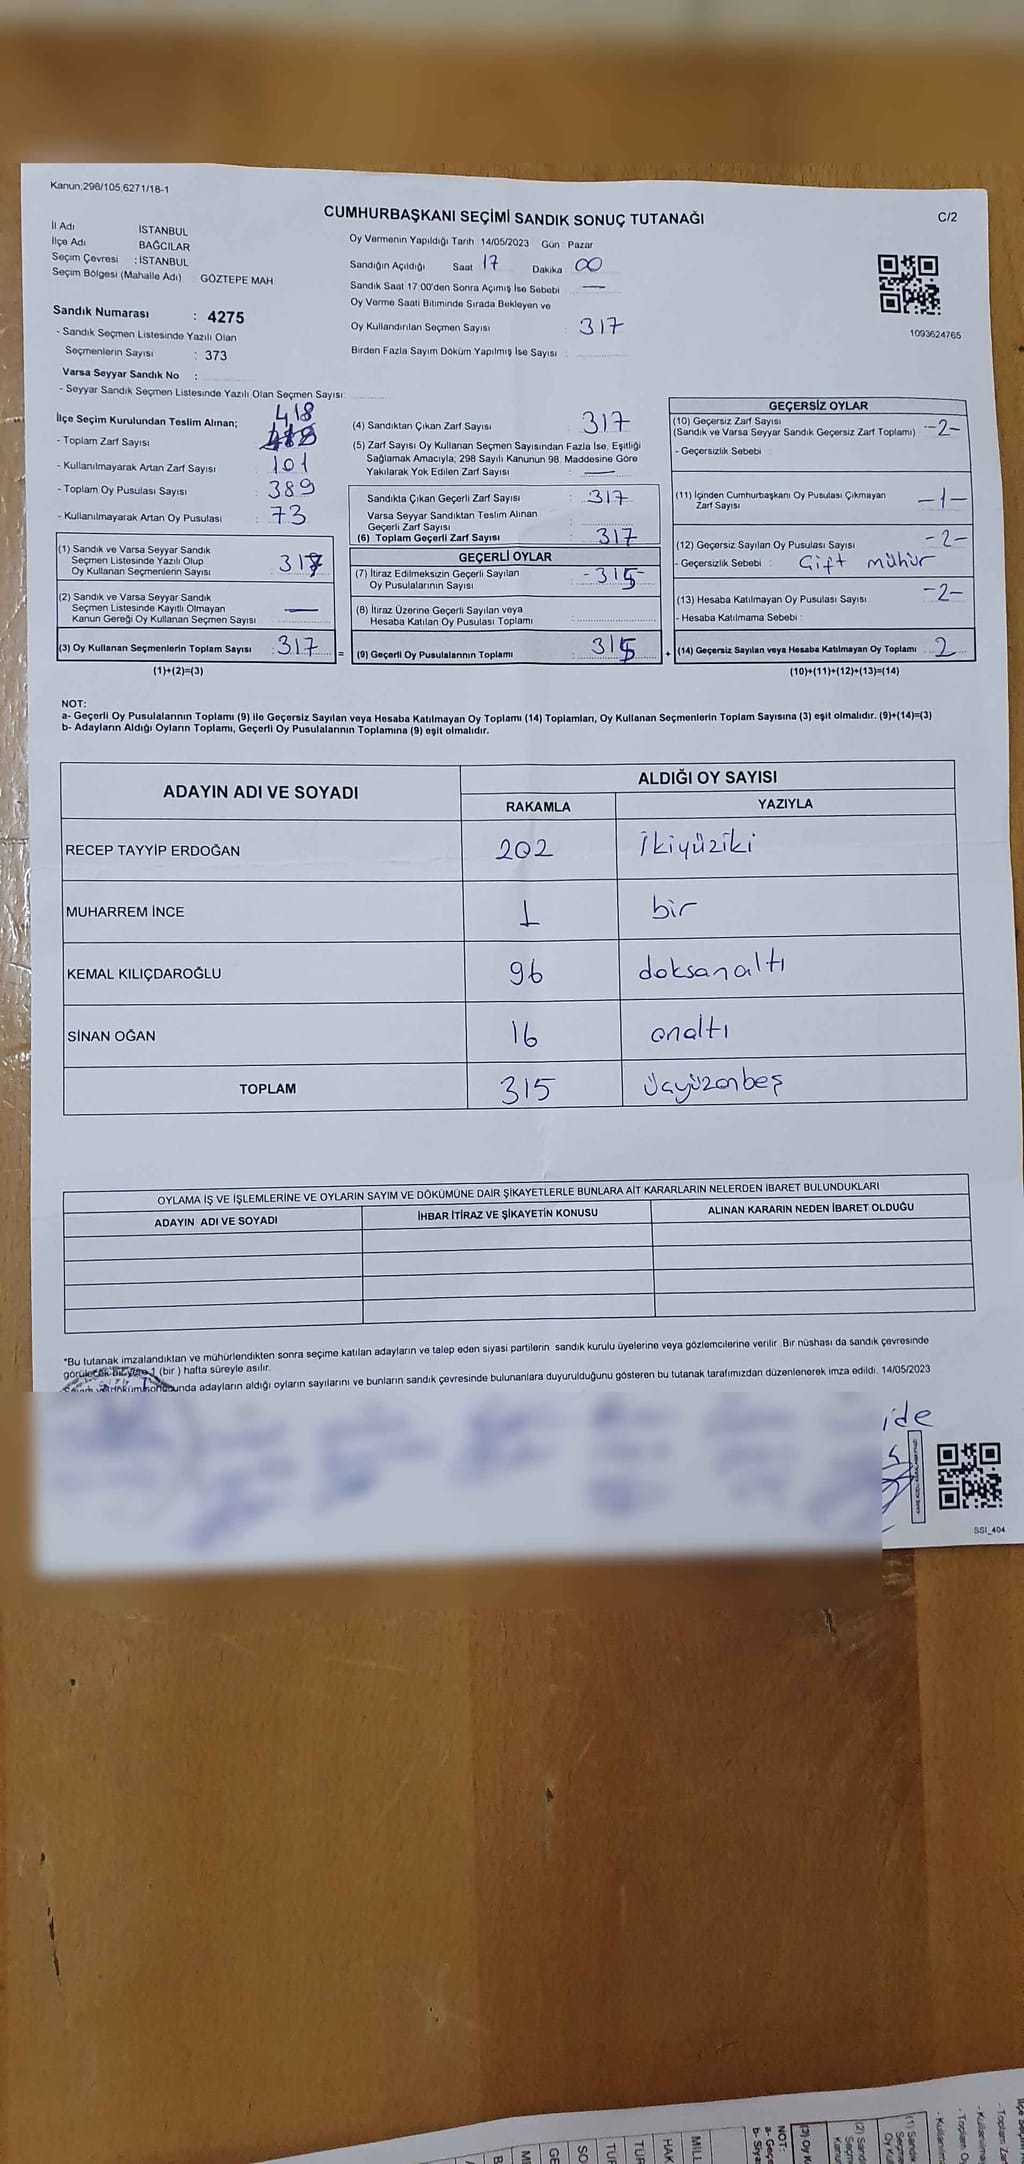 Kanun.298/105.6271/18-1
CUMHURBAŞKANI SEÇİMİ SANDIK SONUÇ TUTANAĞI
C/2
İl Adı İSTANBUL
İlçe Adı BAĞCILAR
Seçim Çevresi : İSTANBUL
Seçim Bölgesi (Mahalle Adı) GÖZTEPE MAH
Oy Vermenin Yapıldığı Tarih 14/05/2023 Gün Pazar
Sandığın Açıldığı Saat 17 Dakika 00
Sandık Saat 17:00'den Sonra Açımış İse Sebebi : —
Oy Verme Saati Bitiminde Sırada Bekleyen ve
Oy Kullandırılan Seçmen Sayısı : 317
Birden Fazla Sayım Döküm Yapılmış İse Sayısı :
1093624765
Sandık Numarası : 4275
- Sandık Seçmen Listesinde Yazılı Olan
Seçmenlerin Sayısı : 373
Varsa Seyyar Sandık No :
- Seyyar Sandık Seçmen Listesinde Yazılı Olan Seçmen Sayısı:
İlçe Seçim Kurulundan Teslim Alınan; 418
- Toplam Zarf Sayısı
- Kullanılmayarak Artan Zarf Sayısı : 101
- Toplam Oy Pusulası Sayısı : 389
- Kullanılmayarak Artan Oy Pusulası : 73
(1) Sandık ve Varsa Seyyar Sandık
Seçmen Listesinde Yazılı Olup
Oy Kullanan Seçmenlerin Sayısı : 317
(2) Sandık ve Varsa Seyyar Sandık
Seçmen Listesinde Kayıtlı Olmayan
Kanun Gereği Oy Kullanan Seçmen Sayısı : —
(3) Oy Kullanan Seçmenlerin Toplam Sayısı : 317 =
(1)+(2)=(3)
(4) Sandıktan Çıkan Zarf Sayısı : 317
(5) Zarf Sayısı Oy Kullanan Seçmen Sayısından Fazla İse, Eşitliği
Sağlamak Amacıyla, 298 Sayılı Kanunun 98. Maddesine Göre
Yakılarak Yok Edilen Zarf Sayısı : —
Sandıkta Çıkan Geçerli Zarf Sayısı : 317
Varsa Seyyar Sandıktan Teslim Alınan
Geçerli Zarf Sayısı
(6) Toplam Geçerli Zarf Sayısı : 317
GEÇERLİ OYLAR
(7) İtiraz Edilmeksizin Geçerli Sayılan
Oy Pusulalarının Sayısı : -315-
(8) İtiraz Üzerine Geçerli Sayılan veya
Hesaba Katılan Oy Pusulası Toplamı :
(9) Geçerli Oy Pusulalarının Toplamı : 315 +
GEÇERSİZ OYLAR
(10) Geçersiz Zarf Sayısı
(Sandık ve Varsa Seyyar Sandık Geçersiz Zarf Toplamı) : -2-
- Geçersizlik Sebebi :
(11) İçinden Cumhurbaşkanı Oy Pusulası Çıkmayan
Zarf Sayısı -1-
(12) Geçersiz Sayılan Oy Pusulası Sayısı -2-
- Geçersizlik Sebebi : Çift mühür
(13) Hesaba Katılmayan Oy Pusulası Sayısı -2-
- Hesaba Katılmama Sebebi :
(14) Geçersiz Sayılan veya Hesaba Katılmayan Oy Toplamı : 2
(10)+(11)+(12)+(13)=(14)
NOT:
a- Geçerli Oy Pusulalarının Toplamı (9) ile Geçersiz Sayılan veya Hesaba Katılmayan Oy Toplamı (14) Toplamları, Oy Kullanan Seçmenlerin Toplam Sayısına (3) eşit olmalıdır. (9)+(14)=(3)
b- Adayların Aldığı Oyların Toplamı, Geçerli Oy Pusulalarının Toplamına (9) eşit olmalıdır.
ADAYIN ADI VE SOYADI ALDIĞI OY SAYISI
RAKAMLA YAZIYLA
RECEP TAYYİP ERDOĞAN 202 İkiyüziki
MUHARREM İNCE 1 bir
KEMAL KILIÇDAROĞLU 96 doksanaltı
SİNAN OĞAN 16 onaltı
TOPLAM 315 Üçyüzonbeş
OYLAMA İŞ VE İŞLEMLERİNE VE OYLARIN SAYIM VE DÖKÜMÜNE DAİR ŞİKAYETLERLE BUNLARA AİT KARARLARIN NELERDEN İBARET BULUNDUKLARI
ADAYIN ADI VE SOYADI İHBAR İTİRAZ VE ŞİKAYETİN KONUSU ALINAN KARARIN NEDEN İBARET OLDUĞU
*Bu tutanak imzalandıktan ve mühürlendikten sonra seçime katılan adayların ve talep eden siyasi partilerin sandık kurulu üyelerine veya gözlemcilerine verilir. Bir nüshası da sandık çevresinde
görülecek bir yere 1 (bir) hafta süreyle asılır.
adayların aldığı oyların sayılarını ve bunların sandık çevresinde bulunanlara duyurulduğunu gösteren bu tutanak tarafımızdan düzenlenerek imza edildi. 14/05/2023
ide
SSI_404